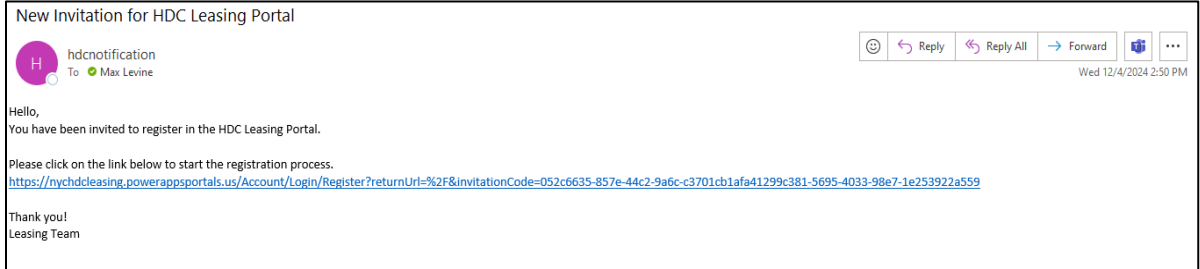 New Invitation for HDC Leasing Portal
H
hdcnotification
To Max Levine
Reply
Reply All
Forward
Wed 12/4/2024 2:50 PM
Hello,
You have been invited to register in the HDC Leasing Portal.
Please click on the link below to start the registration process.
https://nychdcleasing.powerappsportals.us/Account/Login/Register?returnUrl=%2F&invitationCode=052c6635-857e-44c2-9a6c-c3701cb1afa41299c381-5695-4033-98e7-1e253922a559
Thank you!
Leasing Team